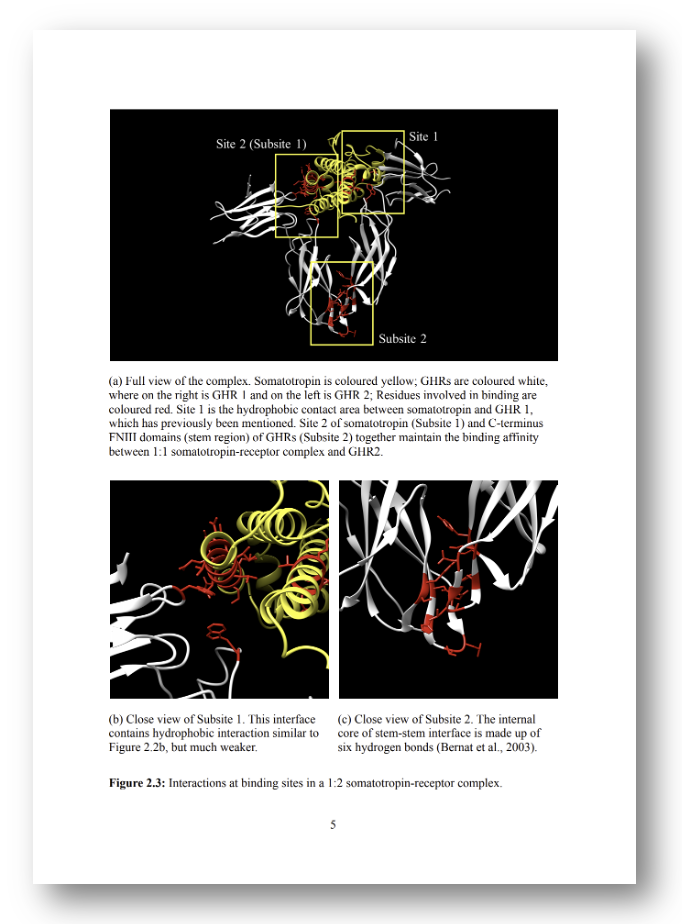 Site 2 (Subsite 1)
Site 1
Subsite 2
(a) Full view of the complex. Somatotropin is coloured yellow; GHRs are coloured white,
where on the right is GHR 1 and on the left is GHR 2; Residues involved in binding are
coloured red. Site 1 is the hydrophobic contact area between somatotropin and GHR 1,
which has previously been mentioned. Site 2 of somatotropin (Subsite 1) and C-terminus
FNIII domains (stem region) of GHRs (Subsite 2) together maintain the binding affinity
between 1:1 somatotropin-receptor complex and GHR2.
(b) Close view of Subsite 1. This interface
contains hydrophobic interaction similar to
Figure 2.2b, but much weaker.
(c) Close view of Subsite 2. The internal
core of stem-stem interface is made up of
six hydrogen bonds (Bernat et al., 2003).
Figure 2.3: Interactions at binding sites in a 1:2 somatotropin-receptor complex.
5